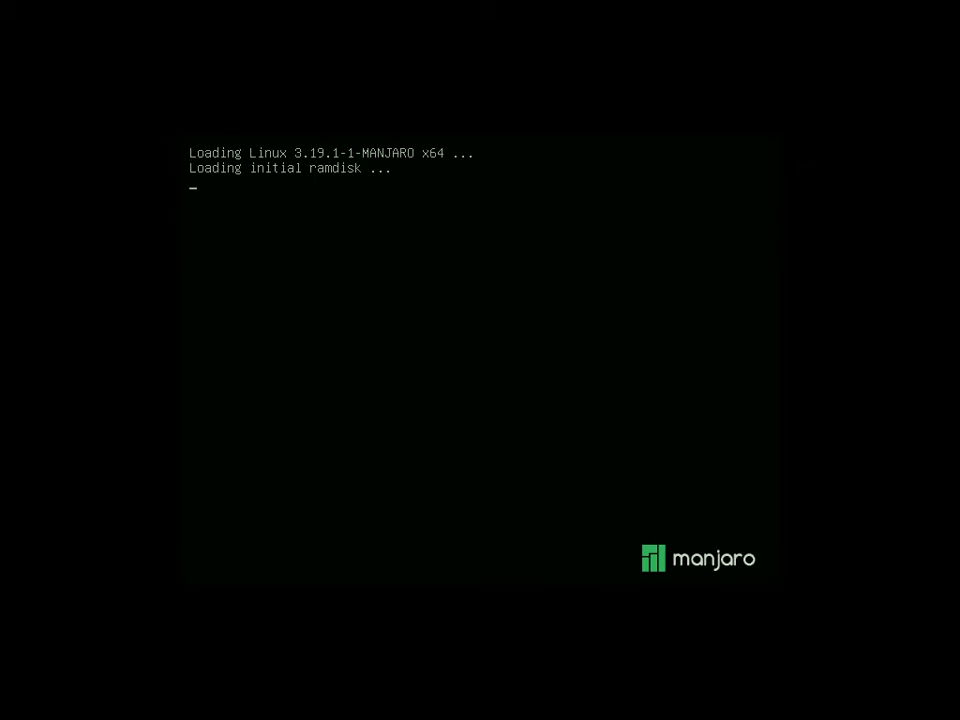 Loading Linux 3.19.1-1-MANJARO x64 ...
Loading initial ramdisk ...
manjaro